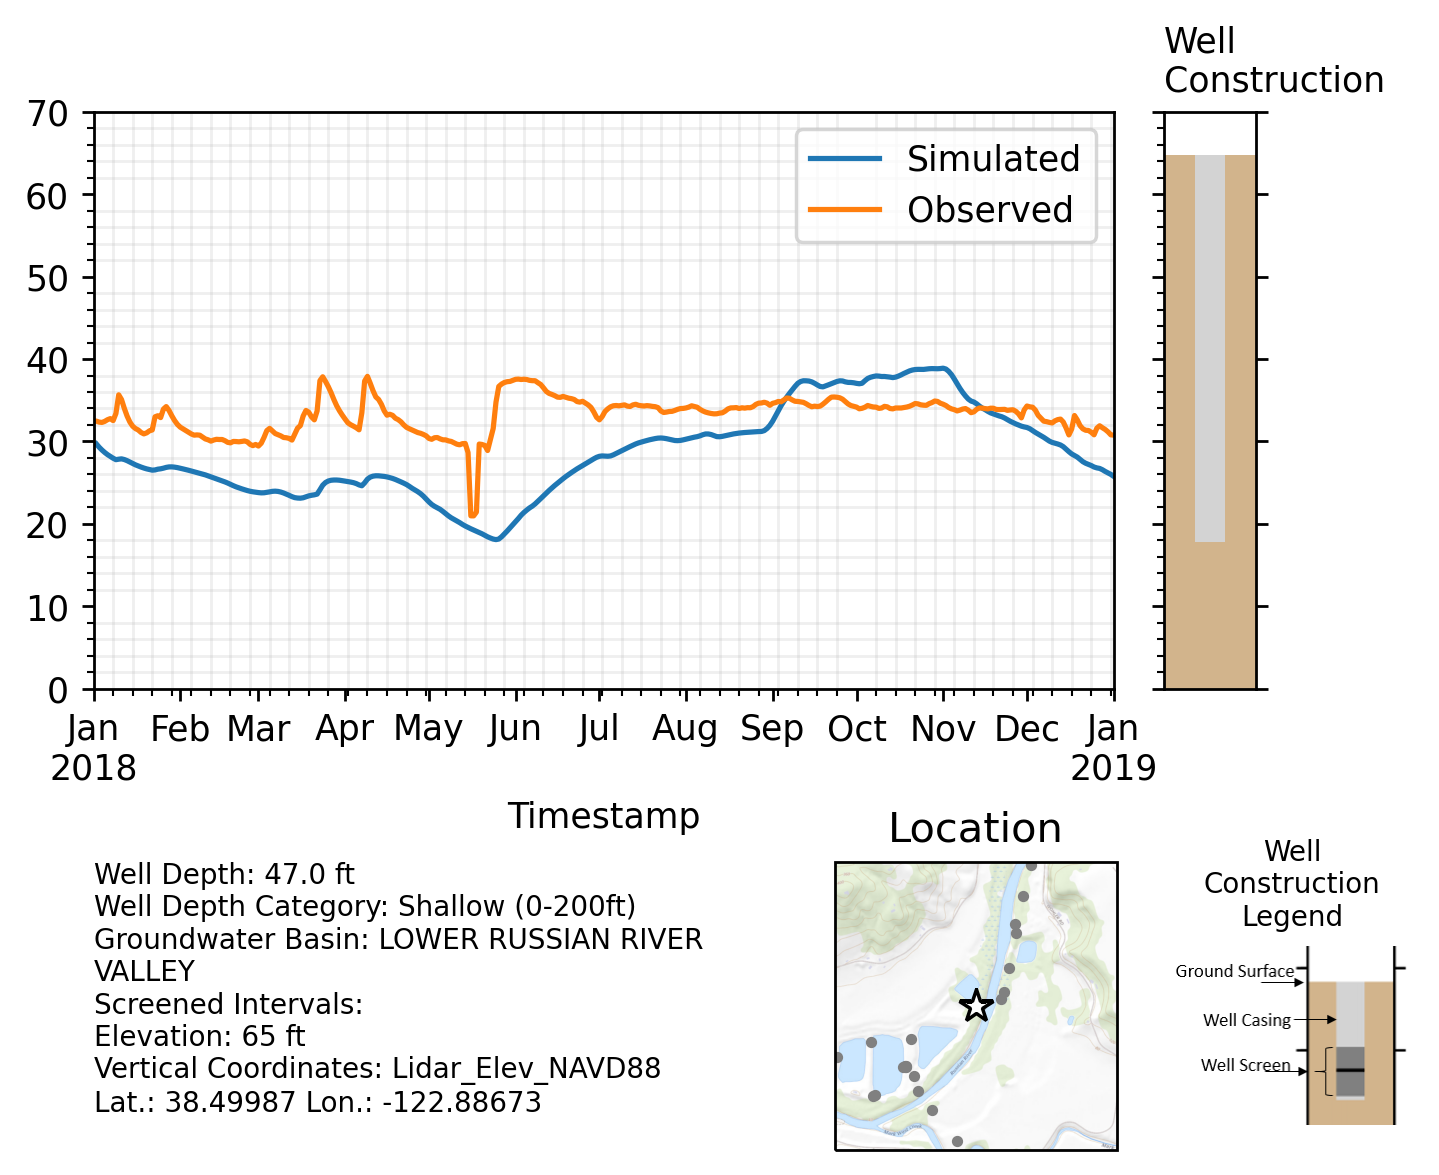 Well
Construction
70
60
50
40
30
20
10
0
Simulated
Observed
Jan Feb Mar Apr May Jun Jul Aug Sep Oct Nov Dec Jan
2018 2019
Timestamp
Well Depth: 47.0 ft
Well Depth Category: Shallow (0-200ft)
Groundwater Basin: LOWER RUSSIAN RIVER
VALLEY
Screened Intervals:
Elevation: 65 ft
Vertical Coordinates: Lidar_Elev_NAVD88
Lat.: 38.49987 Lon.: -122.88673
Location
Well
Construction
Legend
Ground Surface
Well Casing
Well Screen